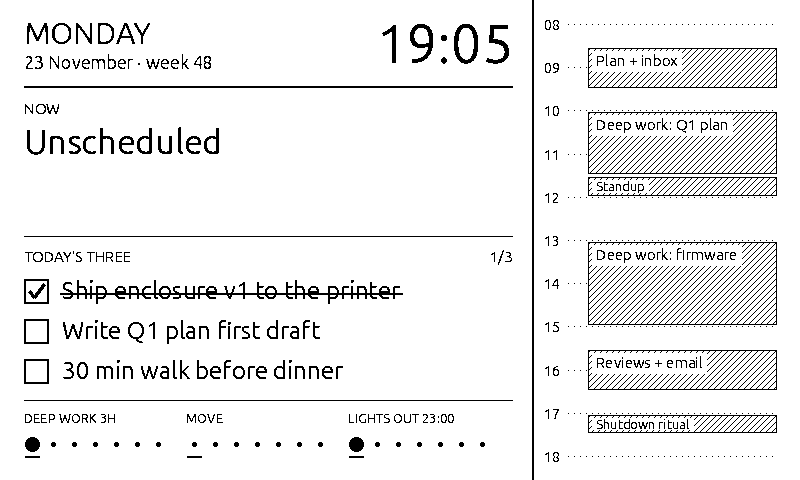 MONDAY
23 November · week 48
19:05
NOW
Unscheduled
TODAY'S THREE
1/3
Ship enclosure v1 to the printer
Write Q1 plan first draft
30 min walk before dinner
DEEP WORK 3H
MOVE
LIGHTS OUT 23:00
08
09
Plan + inbox
10
Deep work: Q1 plan
11
Standup
12
13
Deep work: firmware
14
15
Reviews + email
16
17
Shutdown ritual
18